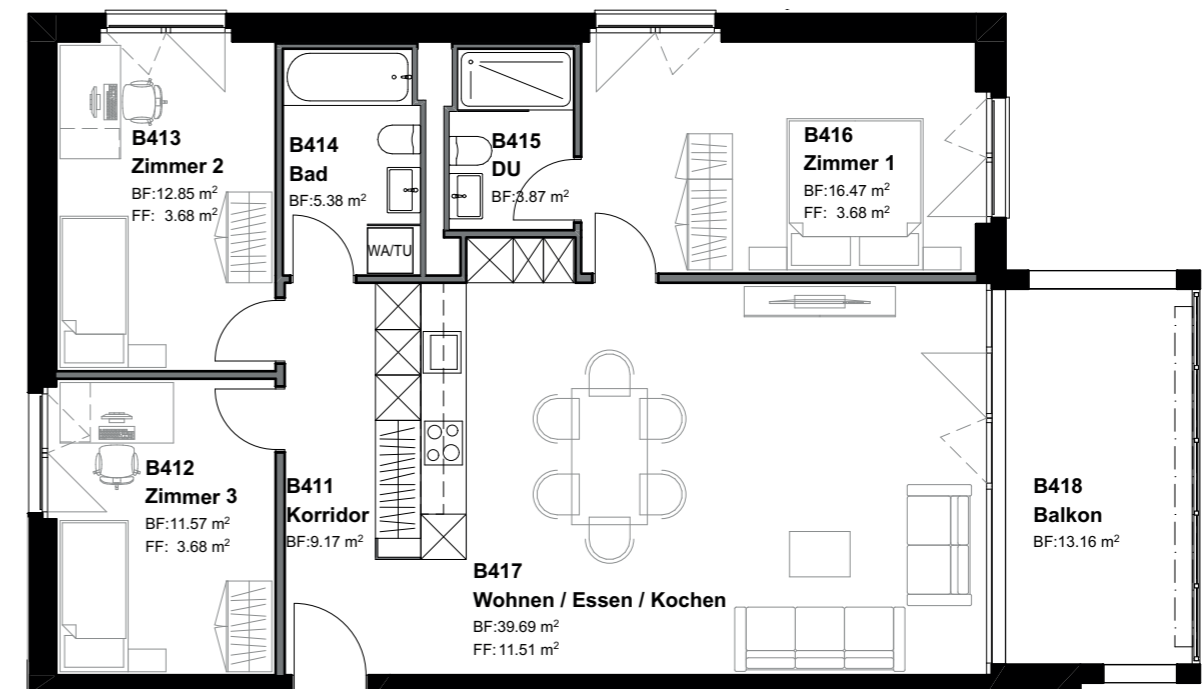 B413
Zimmer 2
BF:12.85 m²
FF: 3.68 m²
B414
Bad
BF:5.38 m²
WA/TU
B415
DU
BF:3.87 m²
B416
Zimmer 1
BF:16.47 m²
FF: 3.68 m²
B412
Zimmer 3
BF:11.57 m²
FF: 3.68 m²
B411
Korridor
BF:9.17 m²
B417
Wohnen / Essen / Kochen
BF:39.69 m²
FF: 11.51 m²
B418
Balkon
BF:13.16 m²